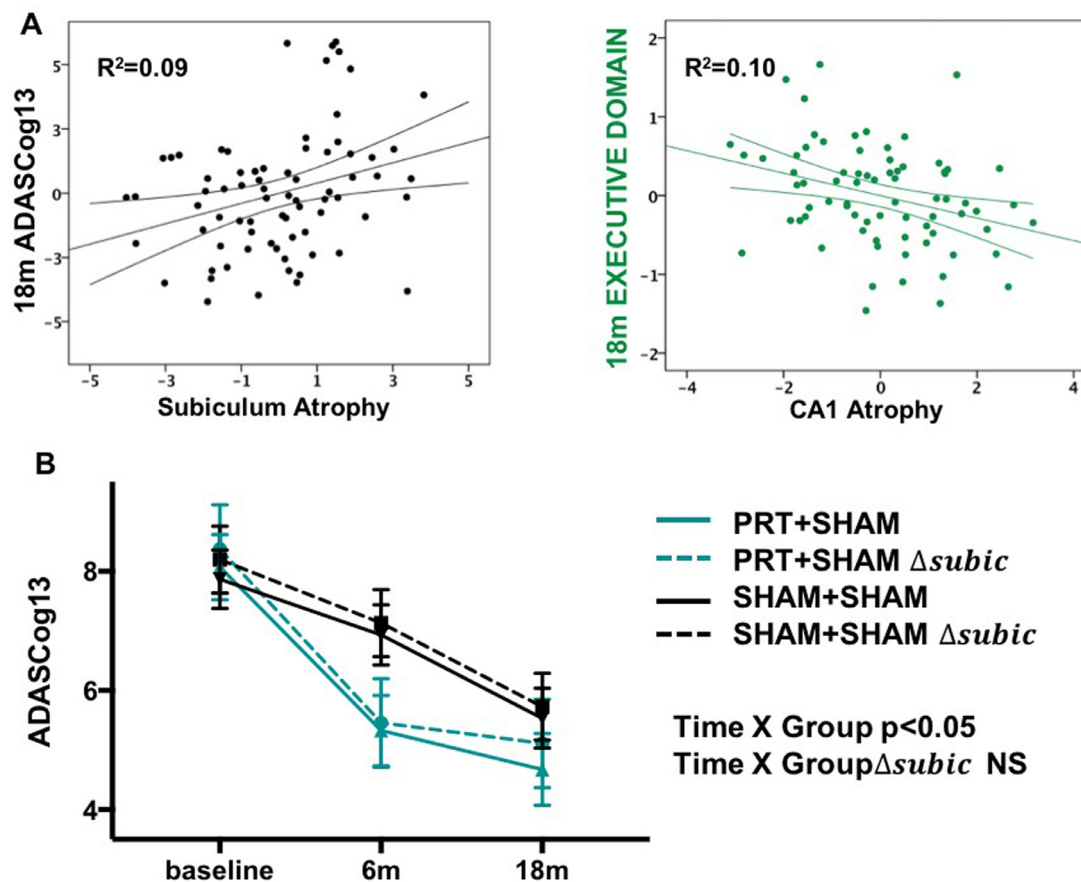 A
R²=0.09
18m ADASCog13
5
3
0
−3
−5
−5
−3
−1
1
3
5
Subiculum Atrophy
R²=0.10
18m EXECUTIVE DOMAIN
2
1
0
−1
−2
−4
−2
0
2
4
CA1 Atrophy
B
ADASCog13
8
6
4
baseline
6m
18m
PRT+SHAM
PRT+SHAM Δsubic
SHAM+SHAM
SHAM+SHAM Δsubic
Time X Group p<0.05
Time X GroupΔsubic NS